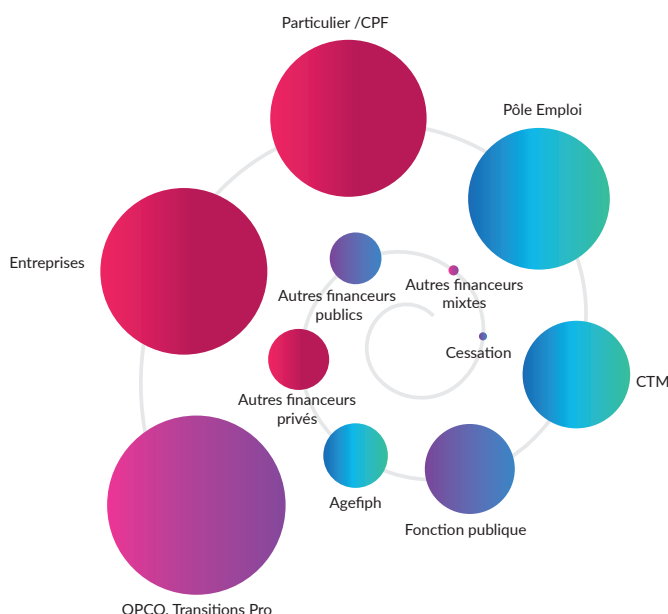 Particulier /CPF
Pôle Emploi
Entreprises
Autres financeurs
publics
Autres financeurs
mixtes
Cessation
CTM
Autres financeurs
privés
Agefiph
Fonction publique
OPCO, Transitions Pro